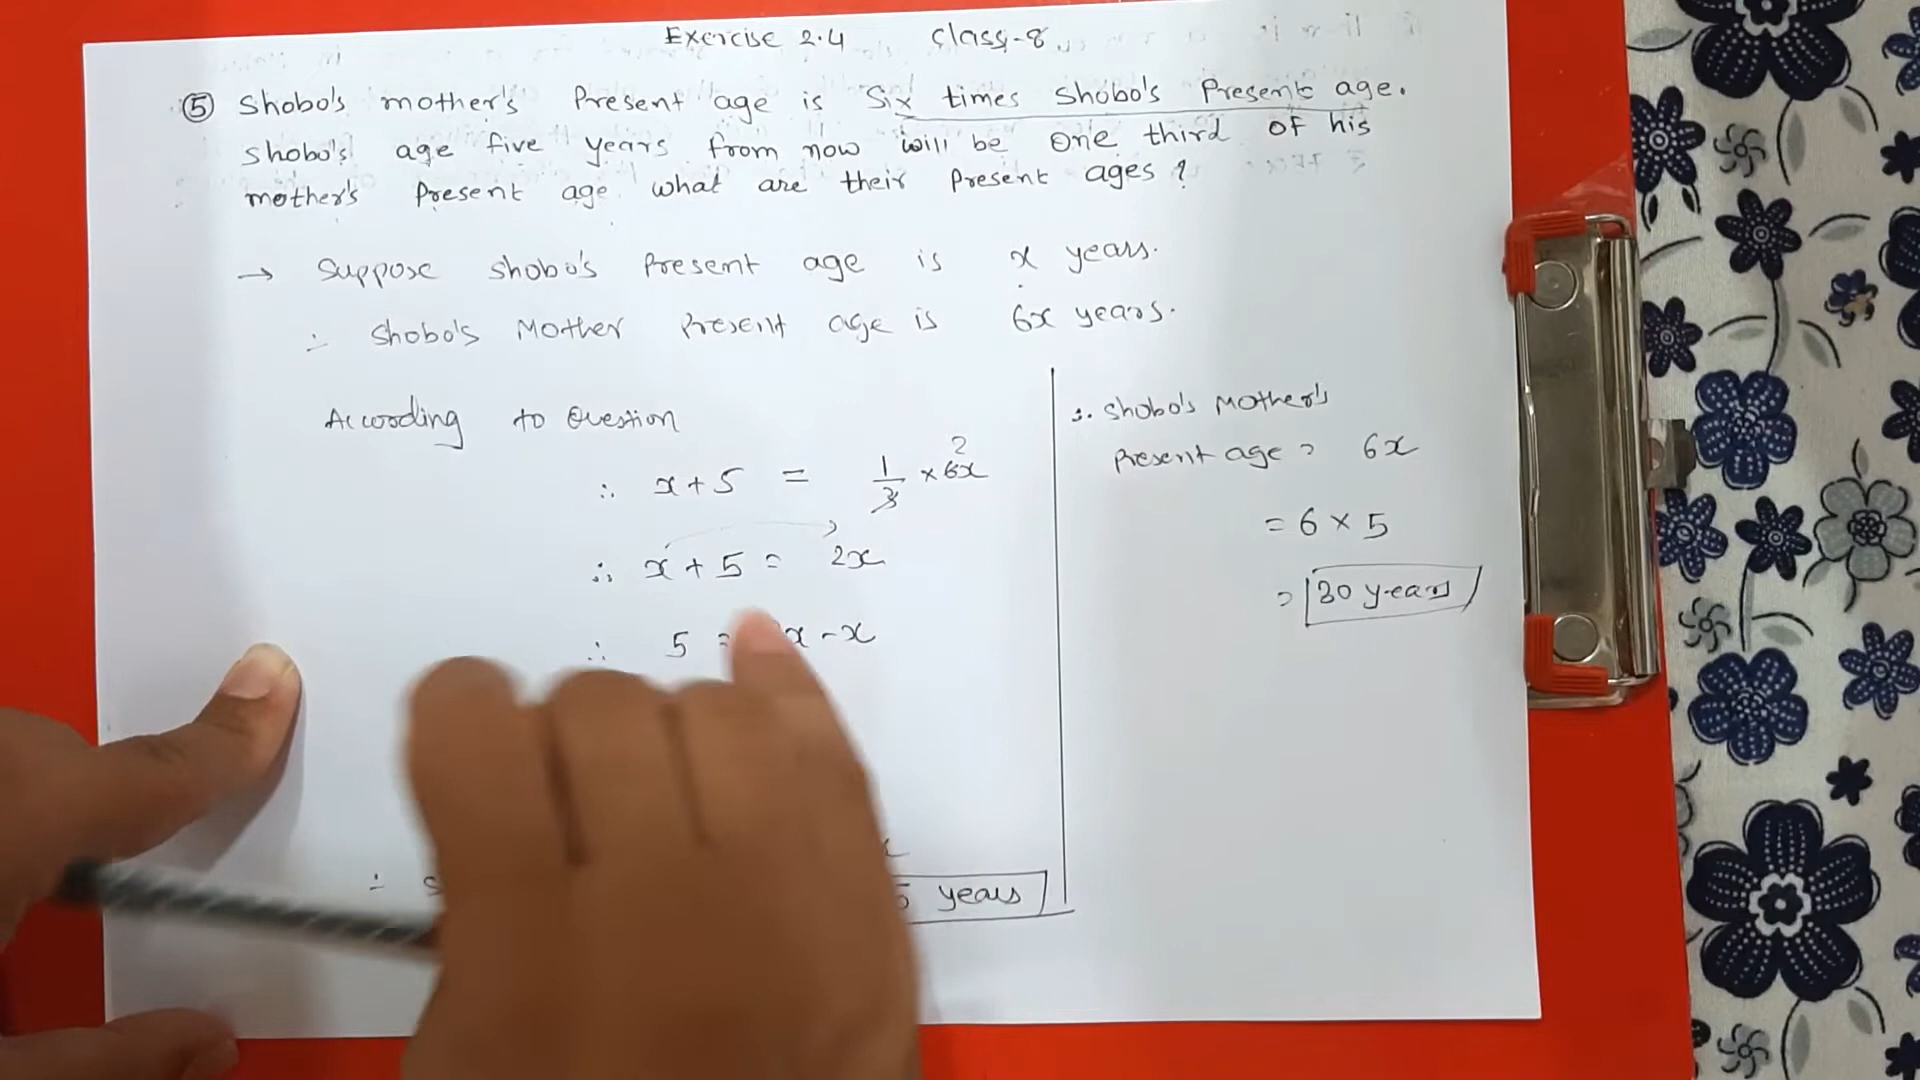 Exercise 2.4 Class-8
⑤ Shobo's mother's Present age is Six times Shobo's Present age.
Shobo's age five years from now will be One third of his
mother's Present age. What are their Present ages?
→ Suppose Shobo's Present age is x years.
∴ Shobo's Mother Present age is 6x years.
According to Question
∴ x + 5 = 1/3 × 6x 2
∴ x + 5 = 2x
∴ 5 = x - x
5 years
∴ Shobo's Mother's
Present age = 6x
= 6 × 5
= 30 years